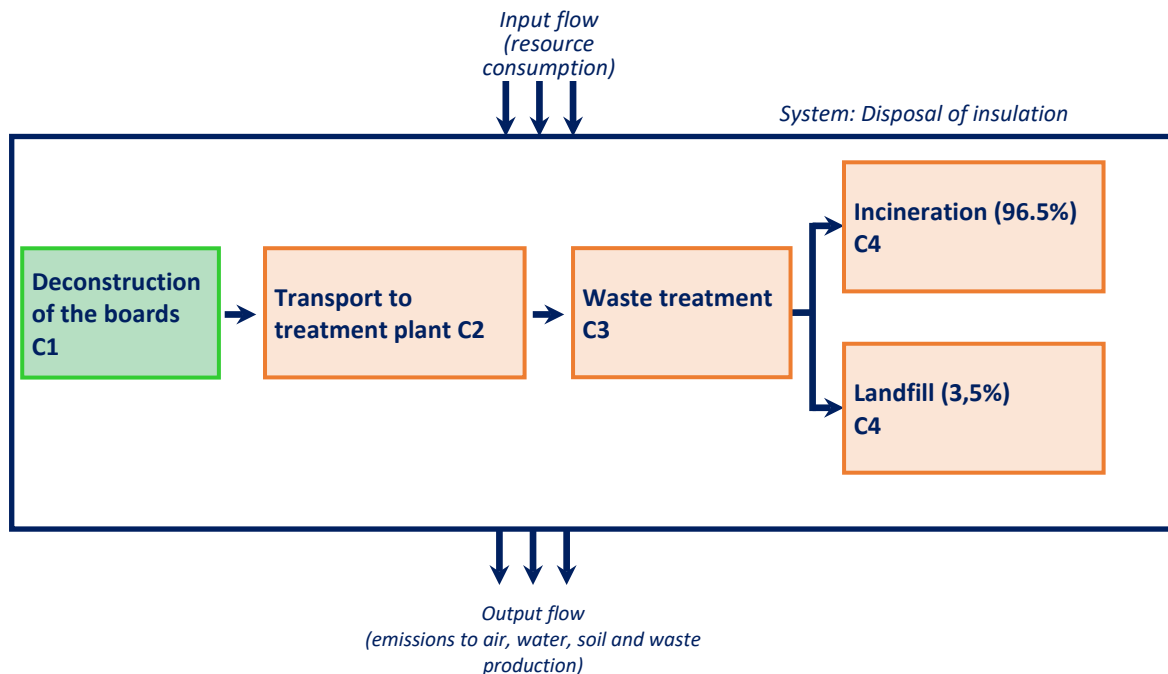 Input flow
(resource
consumption)
System: Disposal of insulation
Deconstruction
of the boards
C1
Transport to
treatment plant C2
Waste treatment
C3
Incineration (96.5%)
C4
Landfill (3,5%)
C4
Output flow
(emissions to air, water, soil and waste
production)